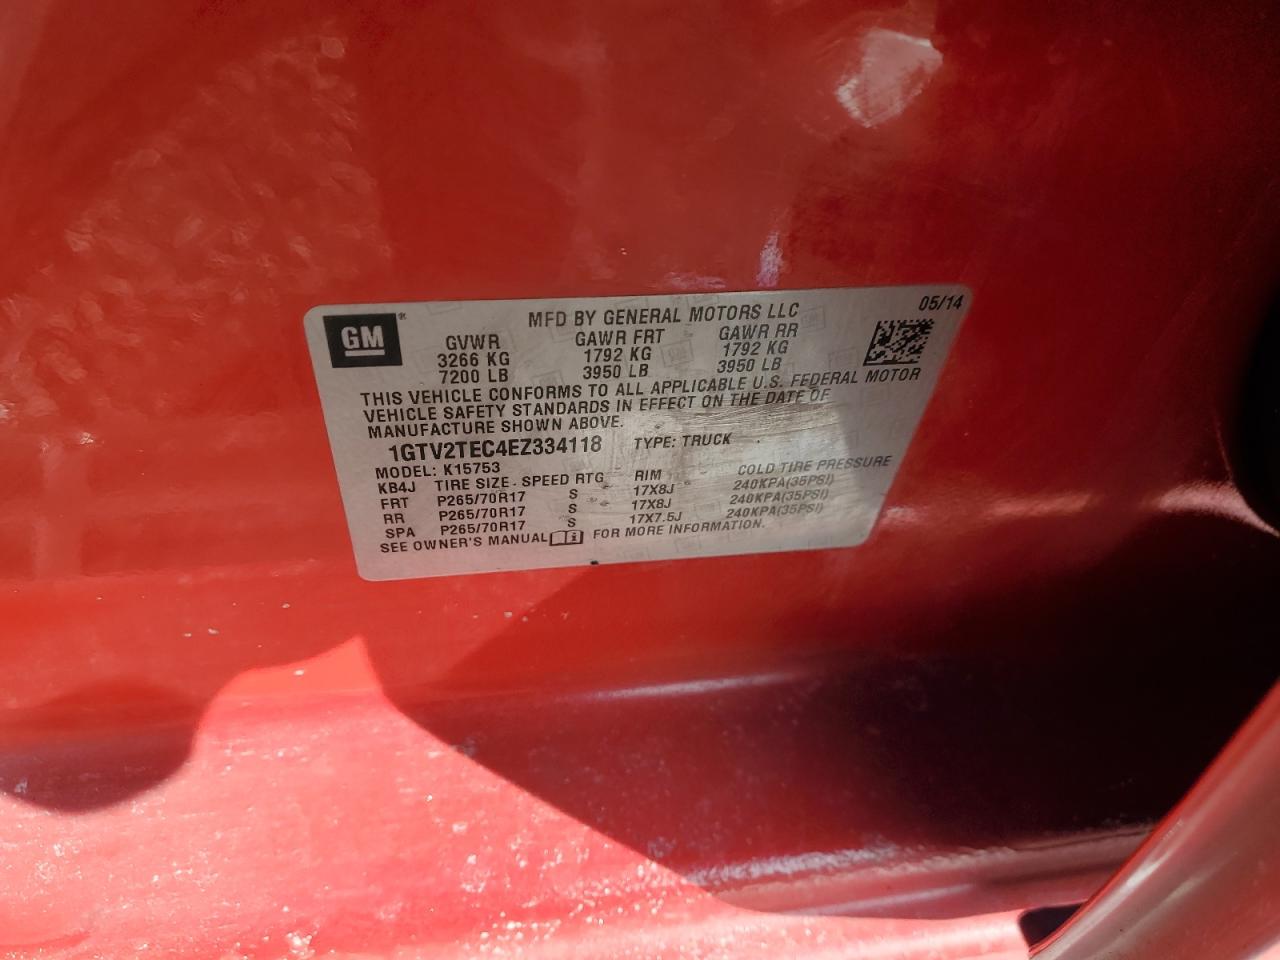 GM
®
MFD BY GENERAL MOTORS LLC
05/14
GVWR GAWR FRT GAWR RR
3266 KG 1792 KG 1792 KG
7200 LB 3950 LB 3950 LB
THIS VEHICLE CONFORMS TO ALL APPLICABLE U.S. FEDERAL MOTOR
VEHICLE SAFETY STANDARDS IN EFFECT ON THE DATE OF
MANUFACTURE SHOWN ABOVE.
1GTV2TEC4EZ334118 TYPE: TRUCK
MODEL: K15753
KB4J TIRE SIZE SPEED RTG RIM COLD TIRE PRESSURE
FRT P265/70R17 S 17X8J 240KPA(35PSI)
RR P265/70R17 S 17X8J 240KPA(35PSI)
SPA P265/70R17 S 17X7.5J 240KPA(35PSI)
SEE OWNER'S MANUAL i FOR MORE INFORMATION.